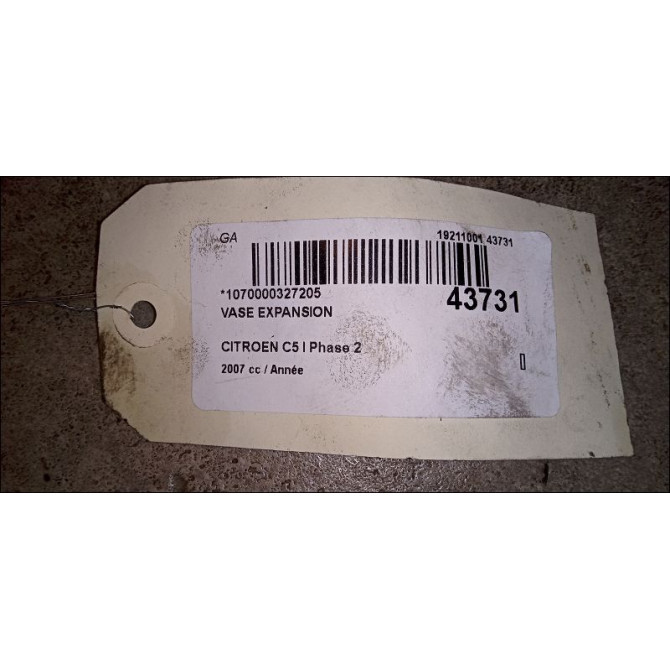 GA
19211001 43731
*1070000327205
43731
VASE EXPANSION
CITROEN C5 I Phase 2
2007 cc / Année